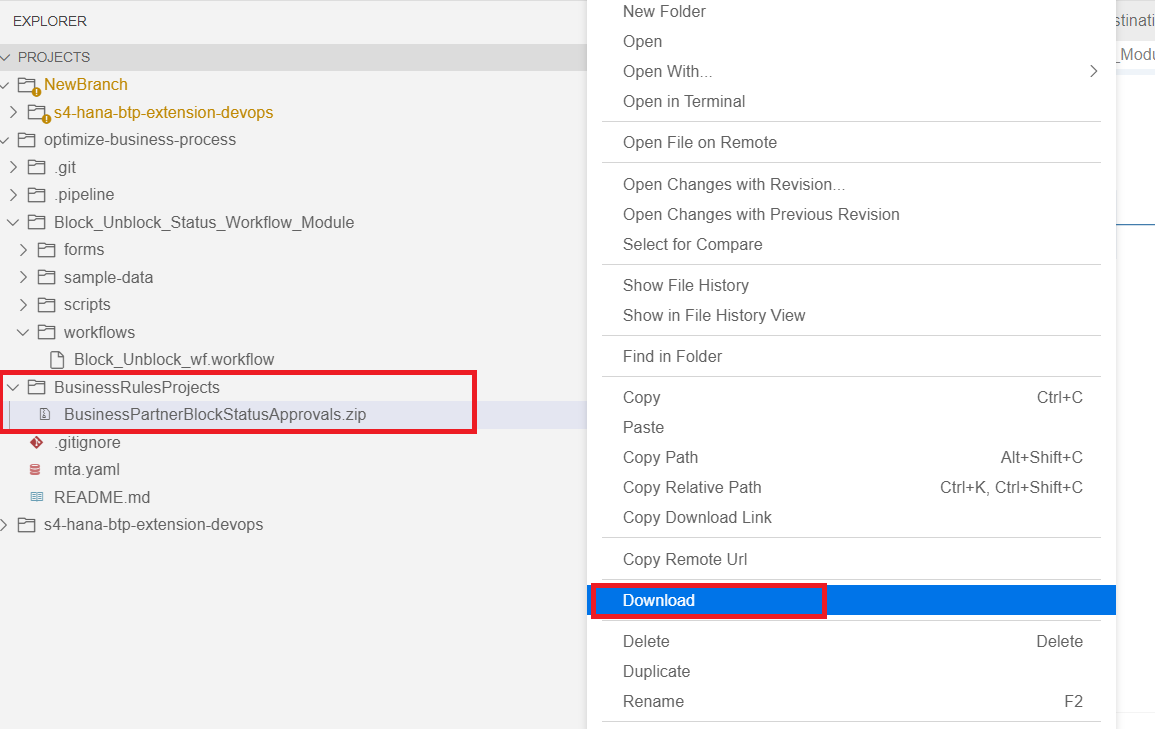 EXPLORER
PROJECTS
NewBranch
s4-hana-btp-extension-devops
optimize-business-process
.git
.pipeline
Block_Unblock_Status_Workflow_Module
forms
sample-data
scripts
workflows
Block_Unblock_wf.workflow
BusinessRulesProjects
BusinessPartnerBlockStatusApprovals.zip
.gitignore
mta.yaml
README.md
s4-hana-btp-extension-devops
New Folder
Open
Open With...
Open in Terminal
Open File on Remote
Open Changes with Revision...
Open Changes with Previous Revision
Select for Compare
Show File History
Show in File History View
Find in Folder
Copy Ctrl+C
Paste
Copy Path Alt+Shift+C
Copy Relative Path Ctrl+K, Ctrl+Shift+C
Copy Download Link
Copy Remote Url
Download
Delete Delete
Duplicate
Rename F2
stinati
_Modu